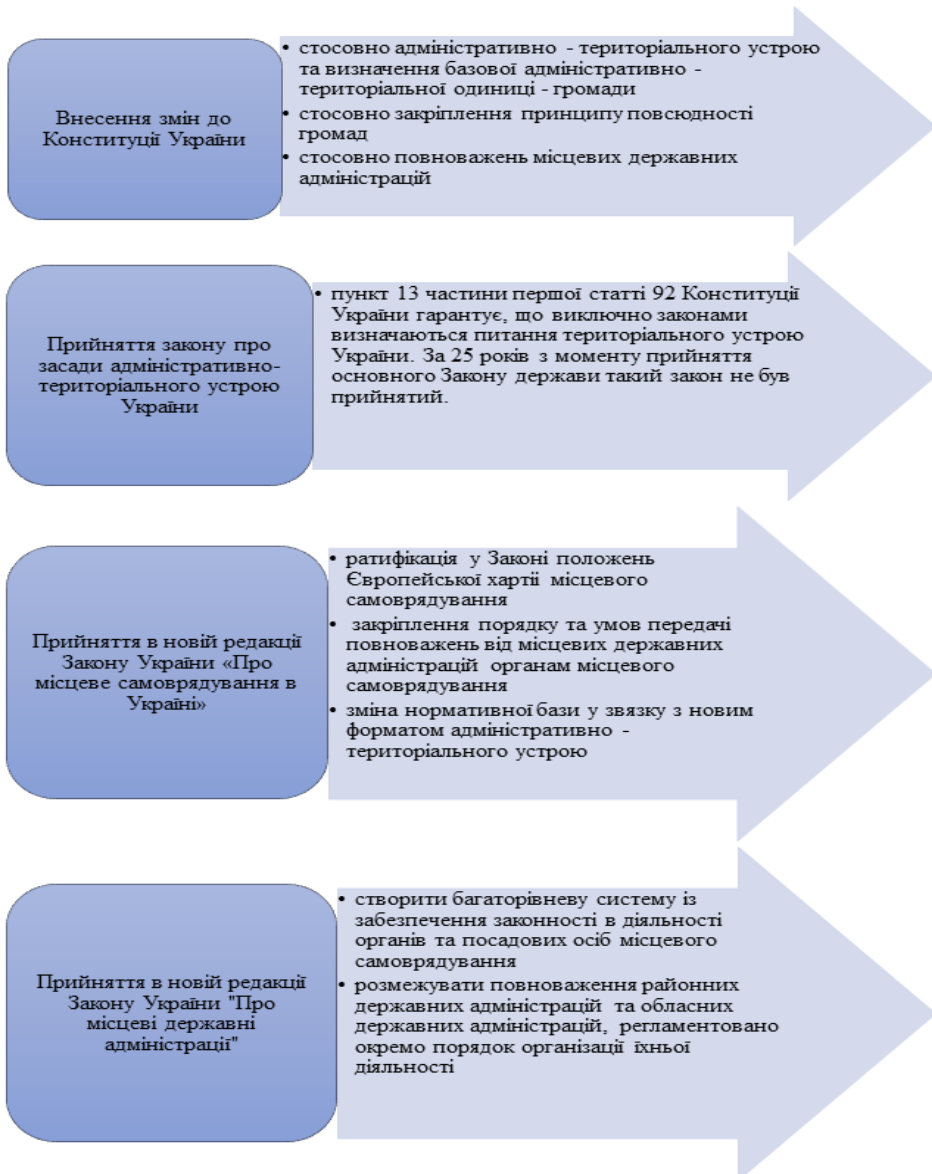 Внесення змін до
Конституції України
• стосовно адміністративно - територіального устрою
та визначення базової адміністративно -
територіальної одиниці - громади
• стосовно закріплення принципу повсюдності
громад
• стосовно повноважень місцевих державних
адміністрацій
Прийняття закону про
засади адміністративно-
територіального устрою
України
• пункт 13 частини першої статті 92 Конституції
України гарантує, що виключно законами
визначаються питання територіального устрою
України. За 25 років з моменту прийняття
основного Закону держави такий закон не був
прийнятий.
Прийняття в новій редакції
Закону України «Про
місцеве самоврядування в
Україні»
• ратифікація у Законі положень
Європейської хартії місцевого
самоврядування
• закріплення порядку та умов передачі
повноважень від місцевих державних
адміністрацій органам місцевого
самоврядування
• зміна нормативної бази у звязку з новим
форматом адміністративно -
територіального устрою
Прийняття в новій редакції
Закону України "Про
місцеві державні
адміністрації"
• створити багаторівневу систему із
забезпечення законності в діяльності
органів та посадових осіб місцевого
самоврядування
• розмежувати повноваження районних
державних адміністрацій та обласних
державних адміністрацій, регламентовано
окремо порядок організації їхньої
діяльності